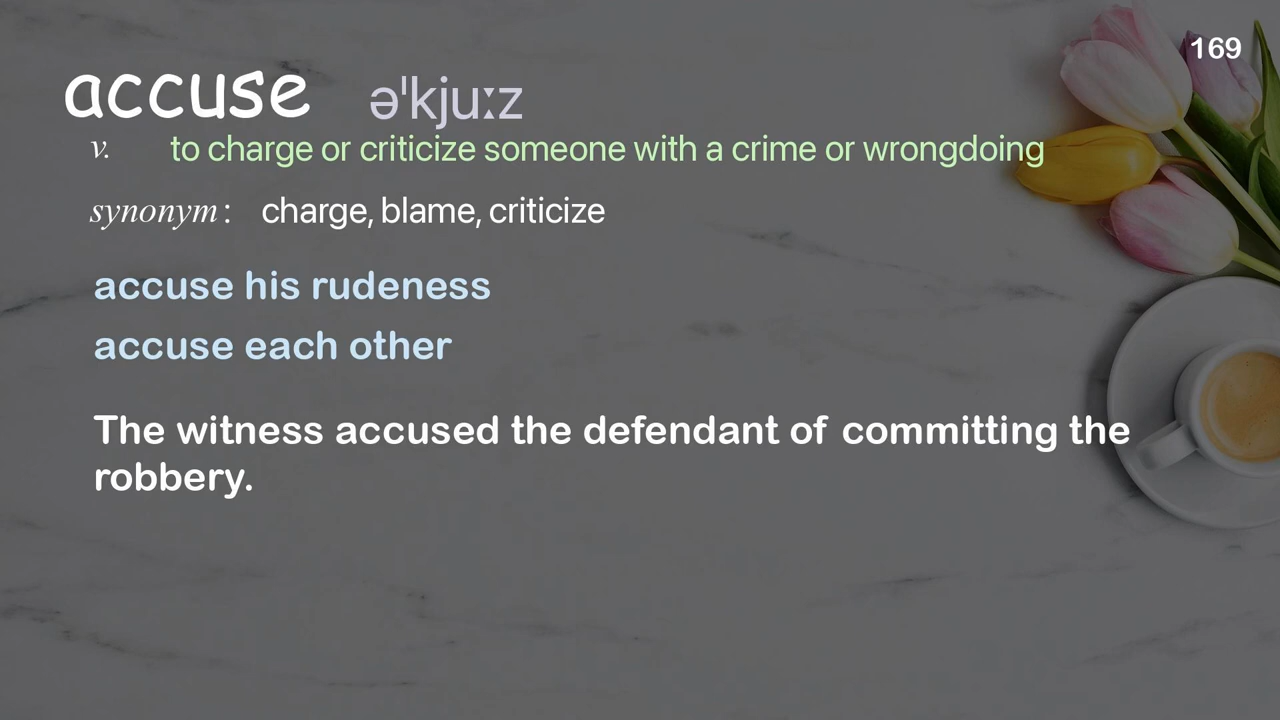 169
accuse əˈkjuːz
v. to charge or criticize someone with a crime or wrongdoing
synonym: charge, blame, criticize
accuse his rudeness
accuse each other
The witness accused the defendant of committing the
robbery.